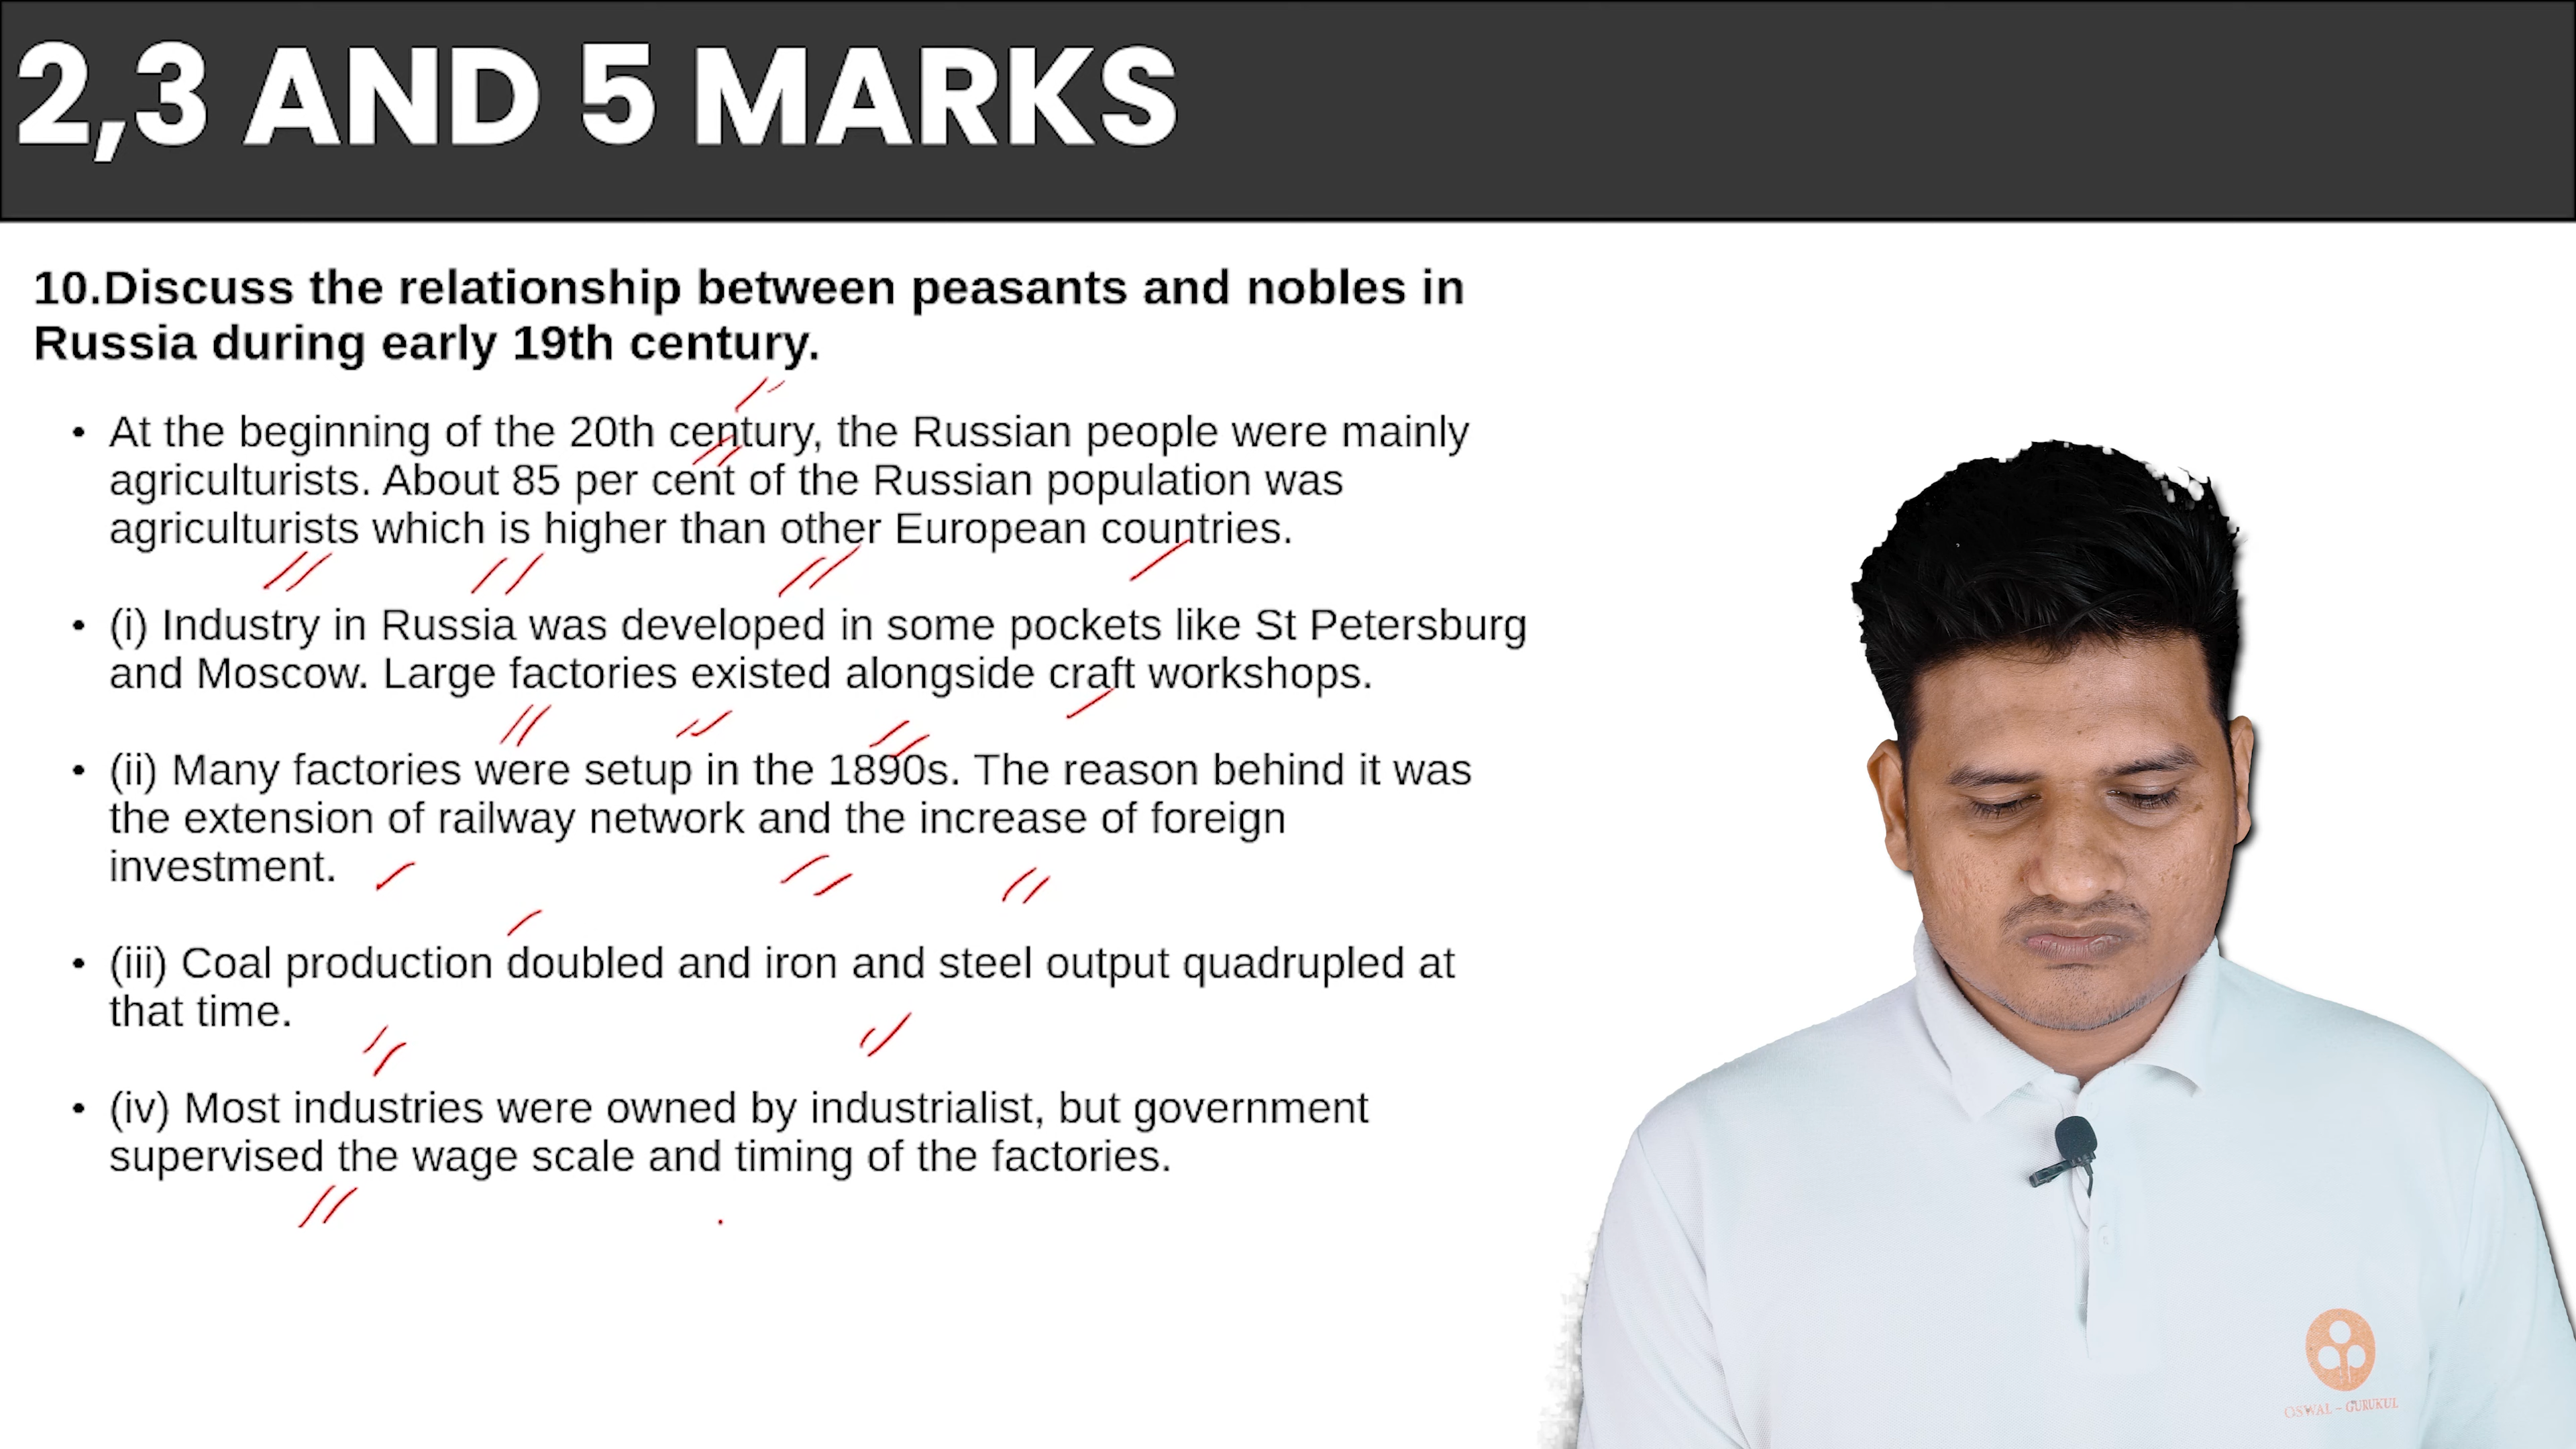 2,3 AND 5 MARKS
10.Discuss the relationship between peasants and nobles in
Russia during early 19th century.
• At the beginning of the 20th century, the Russian people were mainly
agriculturists. About 85 per cent of the Russian population was
agriculturists which is higher than other European countries.
• (i) Industry in Russia was developed in some pockets like St Petersburg
and Moscow. Large factories existed alongside craft workshops.
• (ii) Many factories were setup in the 1890s. The reason behind it was
the extension of railway network and the increase of foreign
investment.
• (iii) Coal production doubled and iron and steel output quadrupled at
that time.
• (iv) Most industries were owned by industrialist, but government
supervised the wage scale and timing of the factories.
OSWAL – GURUKUL